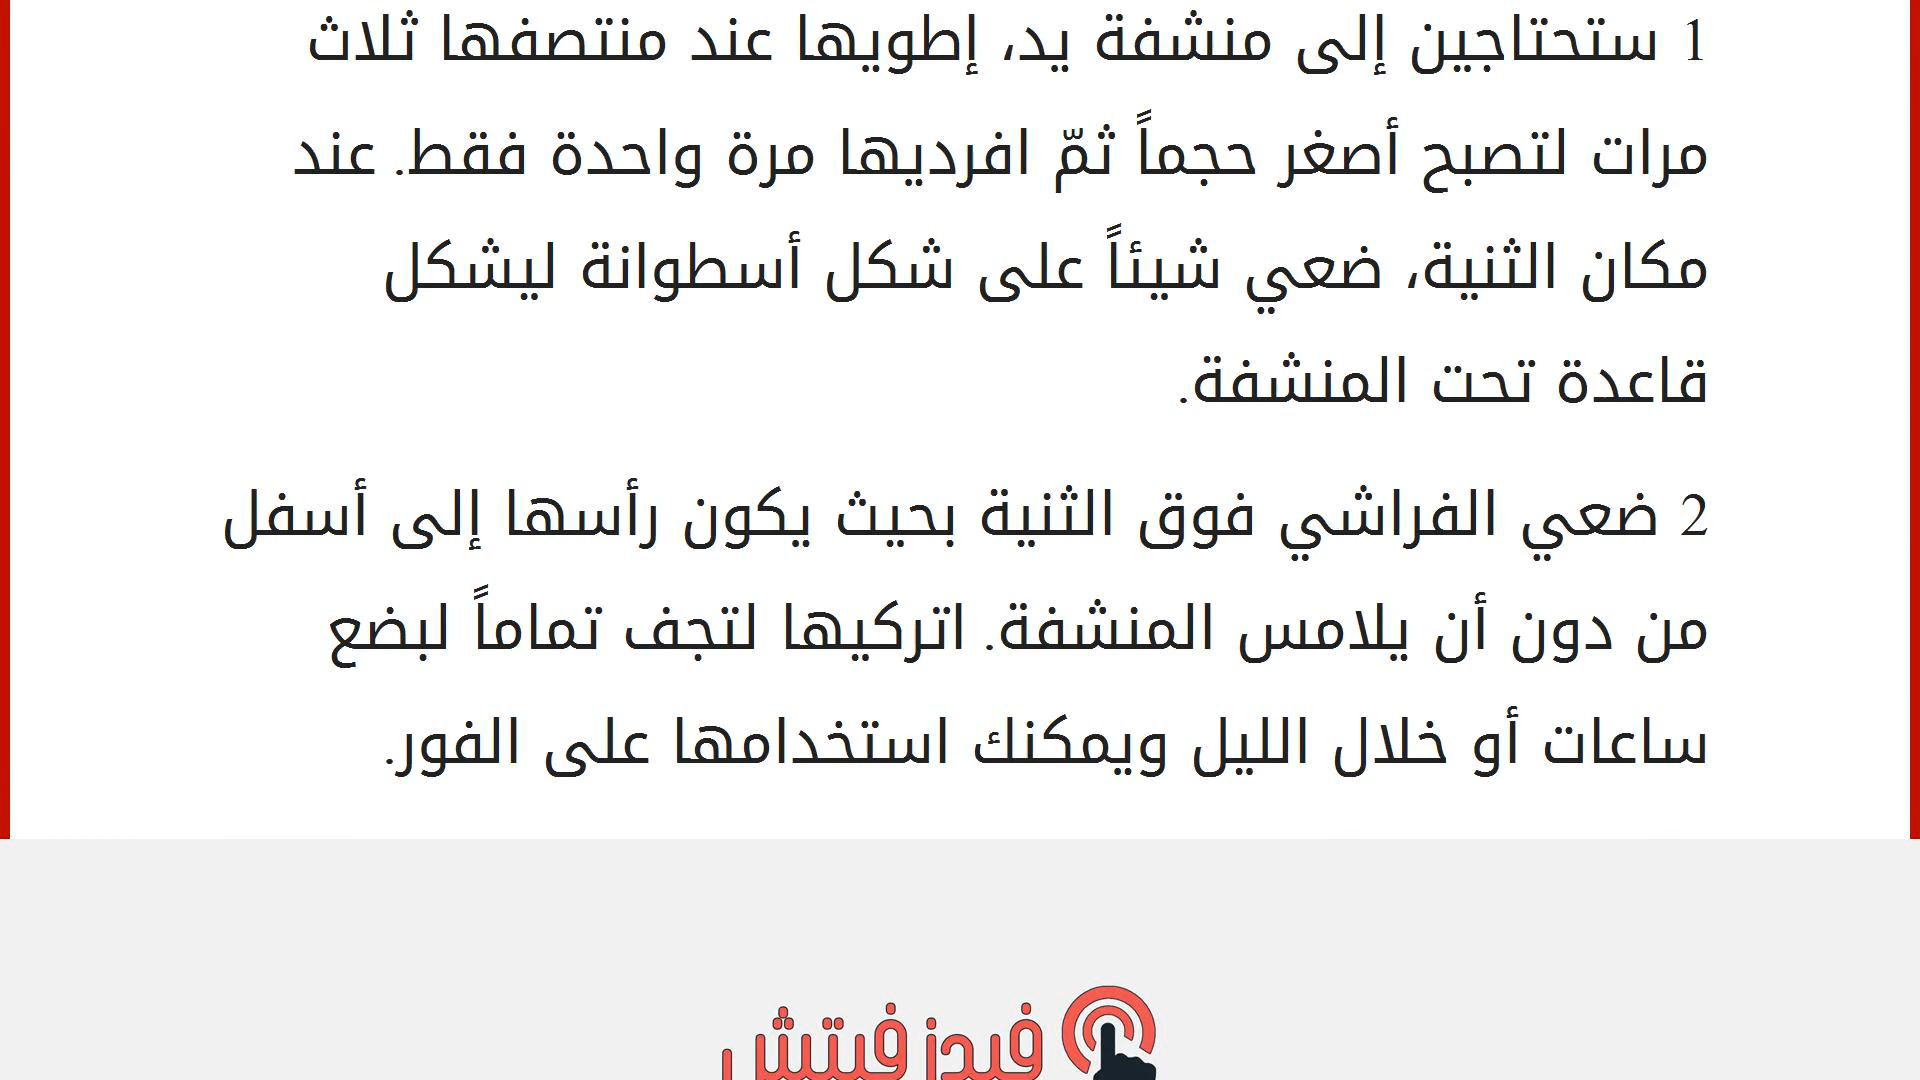 1 ستحتاجين إلى منشفة يد، إطويها عند منتصفها ثلاث
مرات لتصبح أصغر حجماً ثمّ افرديها مرة واحدة فقط. عند
مكان الثنية، ضعي شيئاً على شكل أسطوانة ليشكل
قاعدة تحت المنشفة.
2 ضعي الفراشي فوق الثنية بحيث يكون رأسها إلى أسفل
من دون أن يلامس المنشفة. اتركيها لتجف تماماً لبضع
ساعات أو خلال الليل ويمكنك استخدامها على الفور.
فيدز فيتش